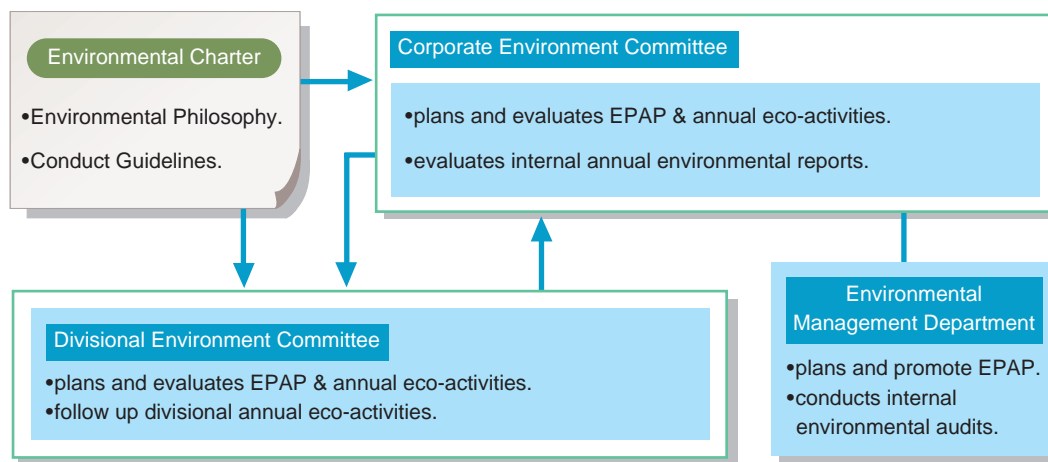 Environmental Charter
•Environmental Philosophy.
•Conduct Guidelines.
Corporate Environment Committee
•plans and evaluates EPAP & annual eco-activities.
•evaluates internal annual environmental reports.
Divisional Environment Committee
•plans and evaluates EPAP & annual eco-activities.
•follow up divisional annual eco-activities.
Environmental
Management Department
•plans and promote EPAP.
•conducts internal
environmental audits.